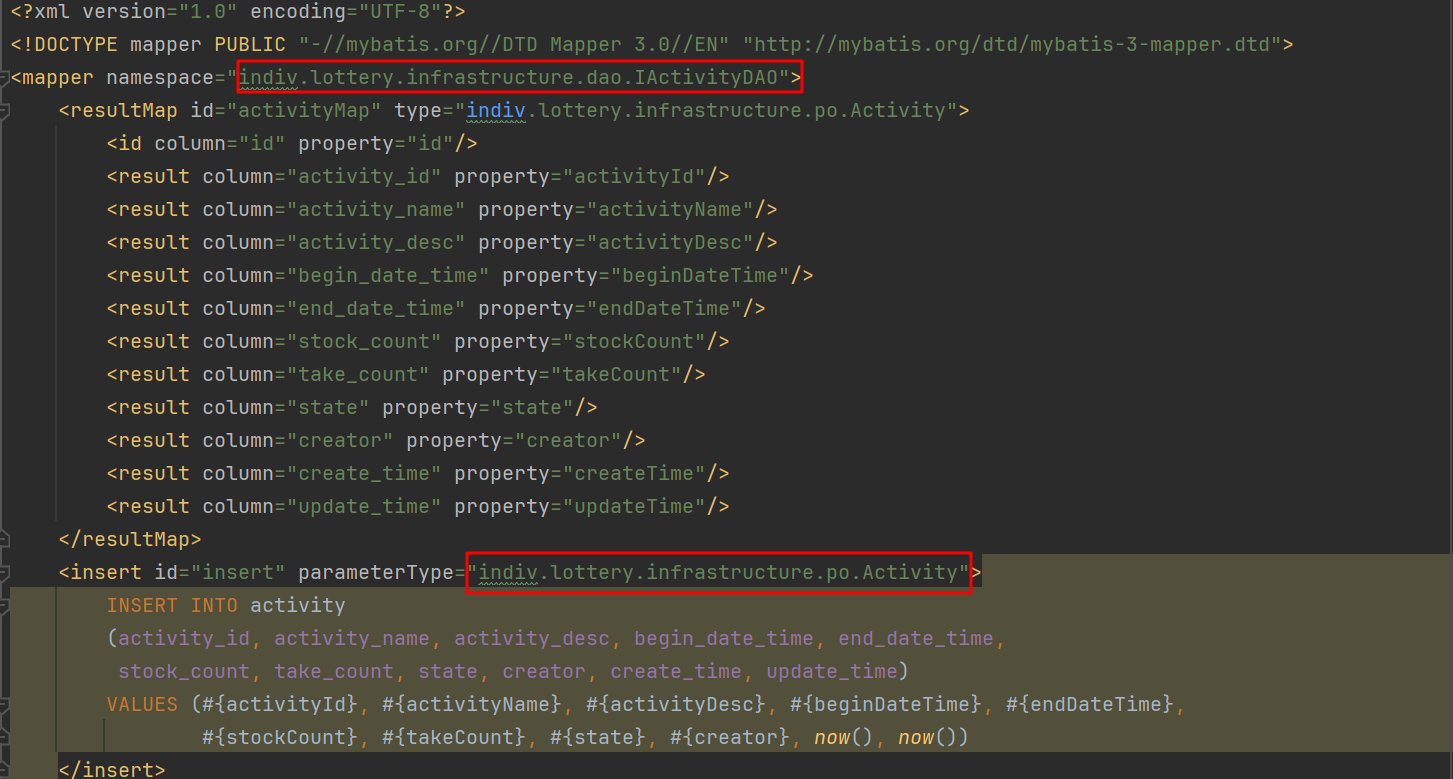 <?xml version="1.0" encoding="UTF-8"?>
<!DOCTYPE mapper PUBLIC "-//mybatis.org//DTD Mapper 3.0//EN" "http://mybatis.org/dtd/mybatis-3-mapper.dtd">
<mapper namespace="indiv.lottery.infrastructure.dao.IActivityDAO">
    <resultMap id="activityMap" type="indiv.lottery.infrastructure.po.Activity">
        <id column="id" property="id"/>
        <result column="activity_id" property="activityId"/>
        <result column="activity_name" property="activityName"/>
        <result column="activity_desc" property="activityDesc"/>
        <result column="begin_date_time" property="beginDateTime"/>
        <result column="end_date_time" property="endDateTime"/>
        <result column="stock_count" property="stockCount"/>
        <result column="take_count" property="takeCount"/>
        <result column="state" property="state"/>
        <result column="creator" property="creator"/>
        <result column="create_time" property="createTime"/>
        <result column="update_time" property="updateTime"/>
    </resultMap>
    <insert id="insert" parameterType="indiv.lottery.infrastructure.po.Activity">
        INSERT INTO activity
        (activity_id, activity_name, activity_desc, begin_date_time, end_date_time,
         stock_count, take_count, state, creator, create_time, update_time)
        VALUES (#{activityId}, #{activityName}, #{activityDesc}, #{beginDateTime}, #{endDateTime},
                #{stockCount}, #{takeCount}, #{state}, #{creator}, now(), now())
    </insert>